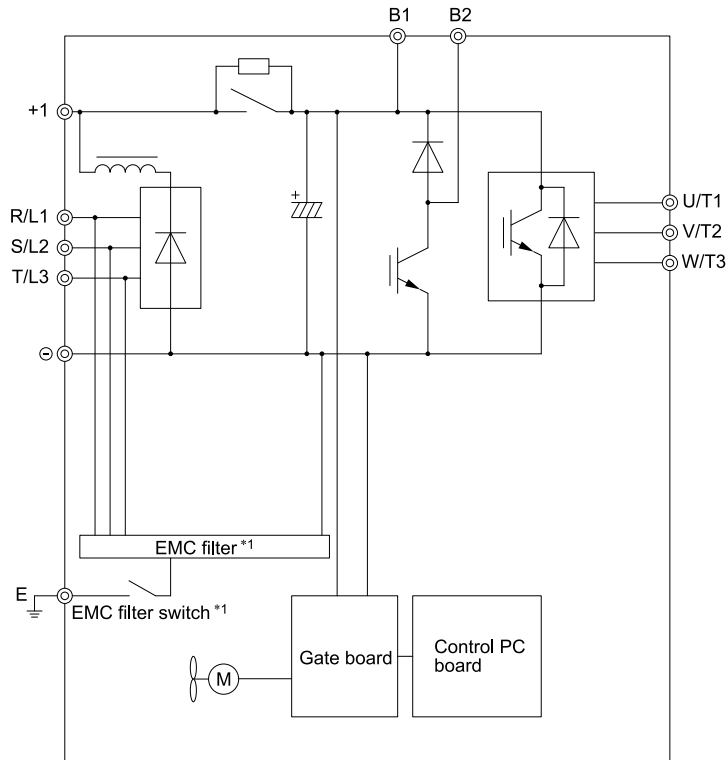 B1
B2
+1
+
R/L1
S/L2
T/L3
U/T1
V/T2
W/T3
⊖
EMC filter *1
E
EMC filter switch *1
Gate board
Control PC
board
M